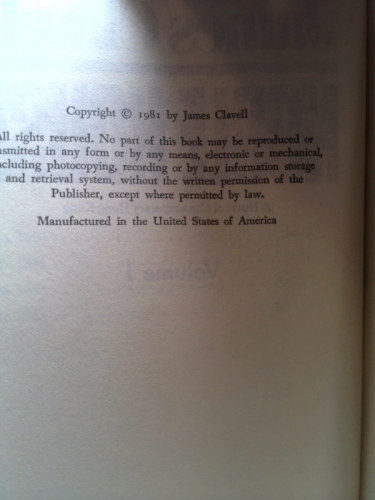 Copyright © 1981 by James Clavell
All rights reserved. No part of this book may be reproduced or
nsmitted in any form or by any means, electronic or mechanical,
cluding photocopying, recording or by any information storage
and retrieval system, without the written permission of the
Publisher, except where permitted by law.
Manufactured in the United States of America
Volume 1